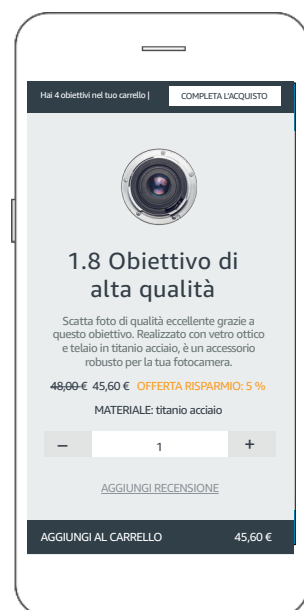 Hai 4 obiettivi nel tuo carrello |
COMPLETA L'ACQUISTO
1.8 Obiettivo di
alta qualità
Scatta foto di qualità eccellente grazie a
questo obiettivo. Realizzato con vetro ottico
e telaio in titanio acciaio, è un accessorio
robusto per la tua fotocamera.
48,00 € 45,60 € OFFERTA RISPARMIO: 5 %
MATERIALE: titanio acciaio
– 1 +
AGGIUNGI RECENSIONE
AGGIUNGI AL CARRELLO 45,60 €